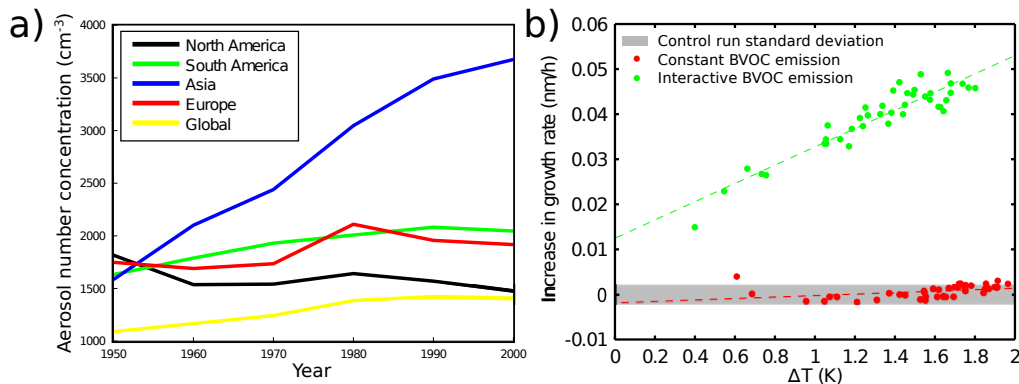 a)
Aerosol number concentration (cm-3)
4000
3500
3000
2500
2000
1500
1000
North America
South America
Asia
Europe
Global
1950
1960
1970
1980
1990
2000
Year
b)
Increase in growth rate (nm/h)
0.06
0.05
0.04
0.03
0.02
0.01
0
-0.01
Control run standard deviation
Constant BVOC emission
Interactive BVOC emission
0
0.2
0.4
0.6
0.8
1
1.2
1.4
1.6
1.8
2
ΔT (K)